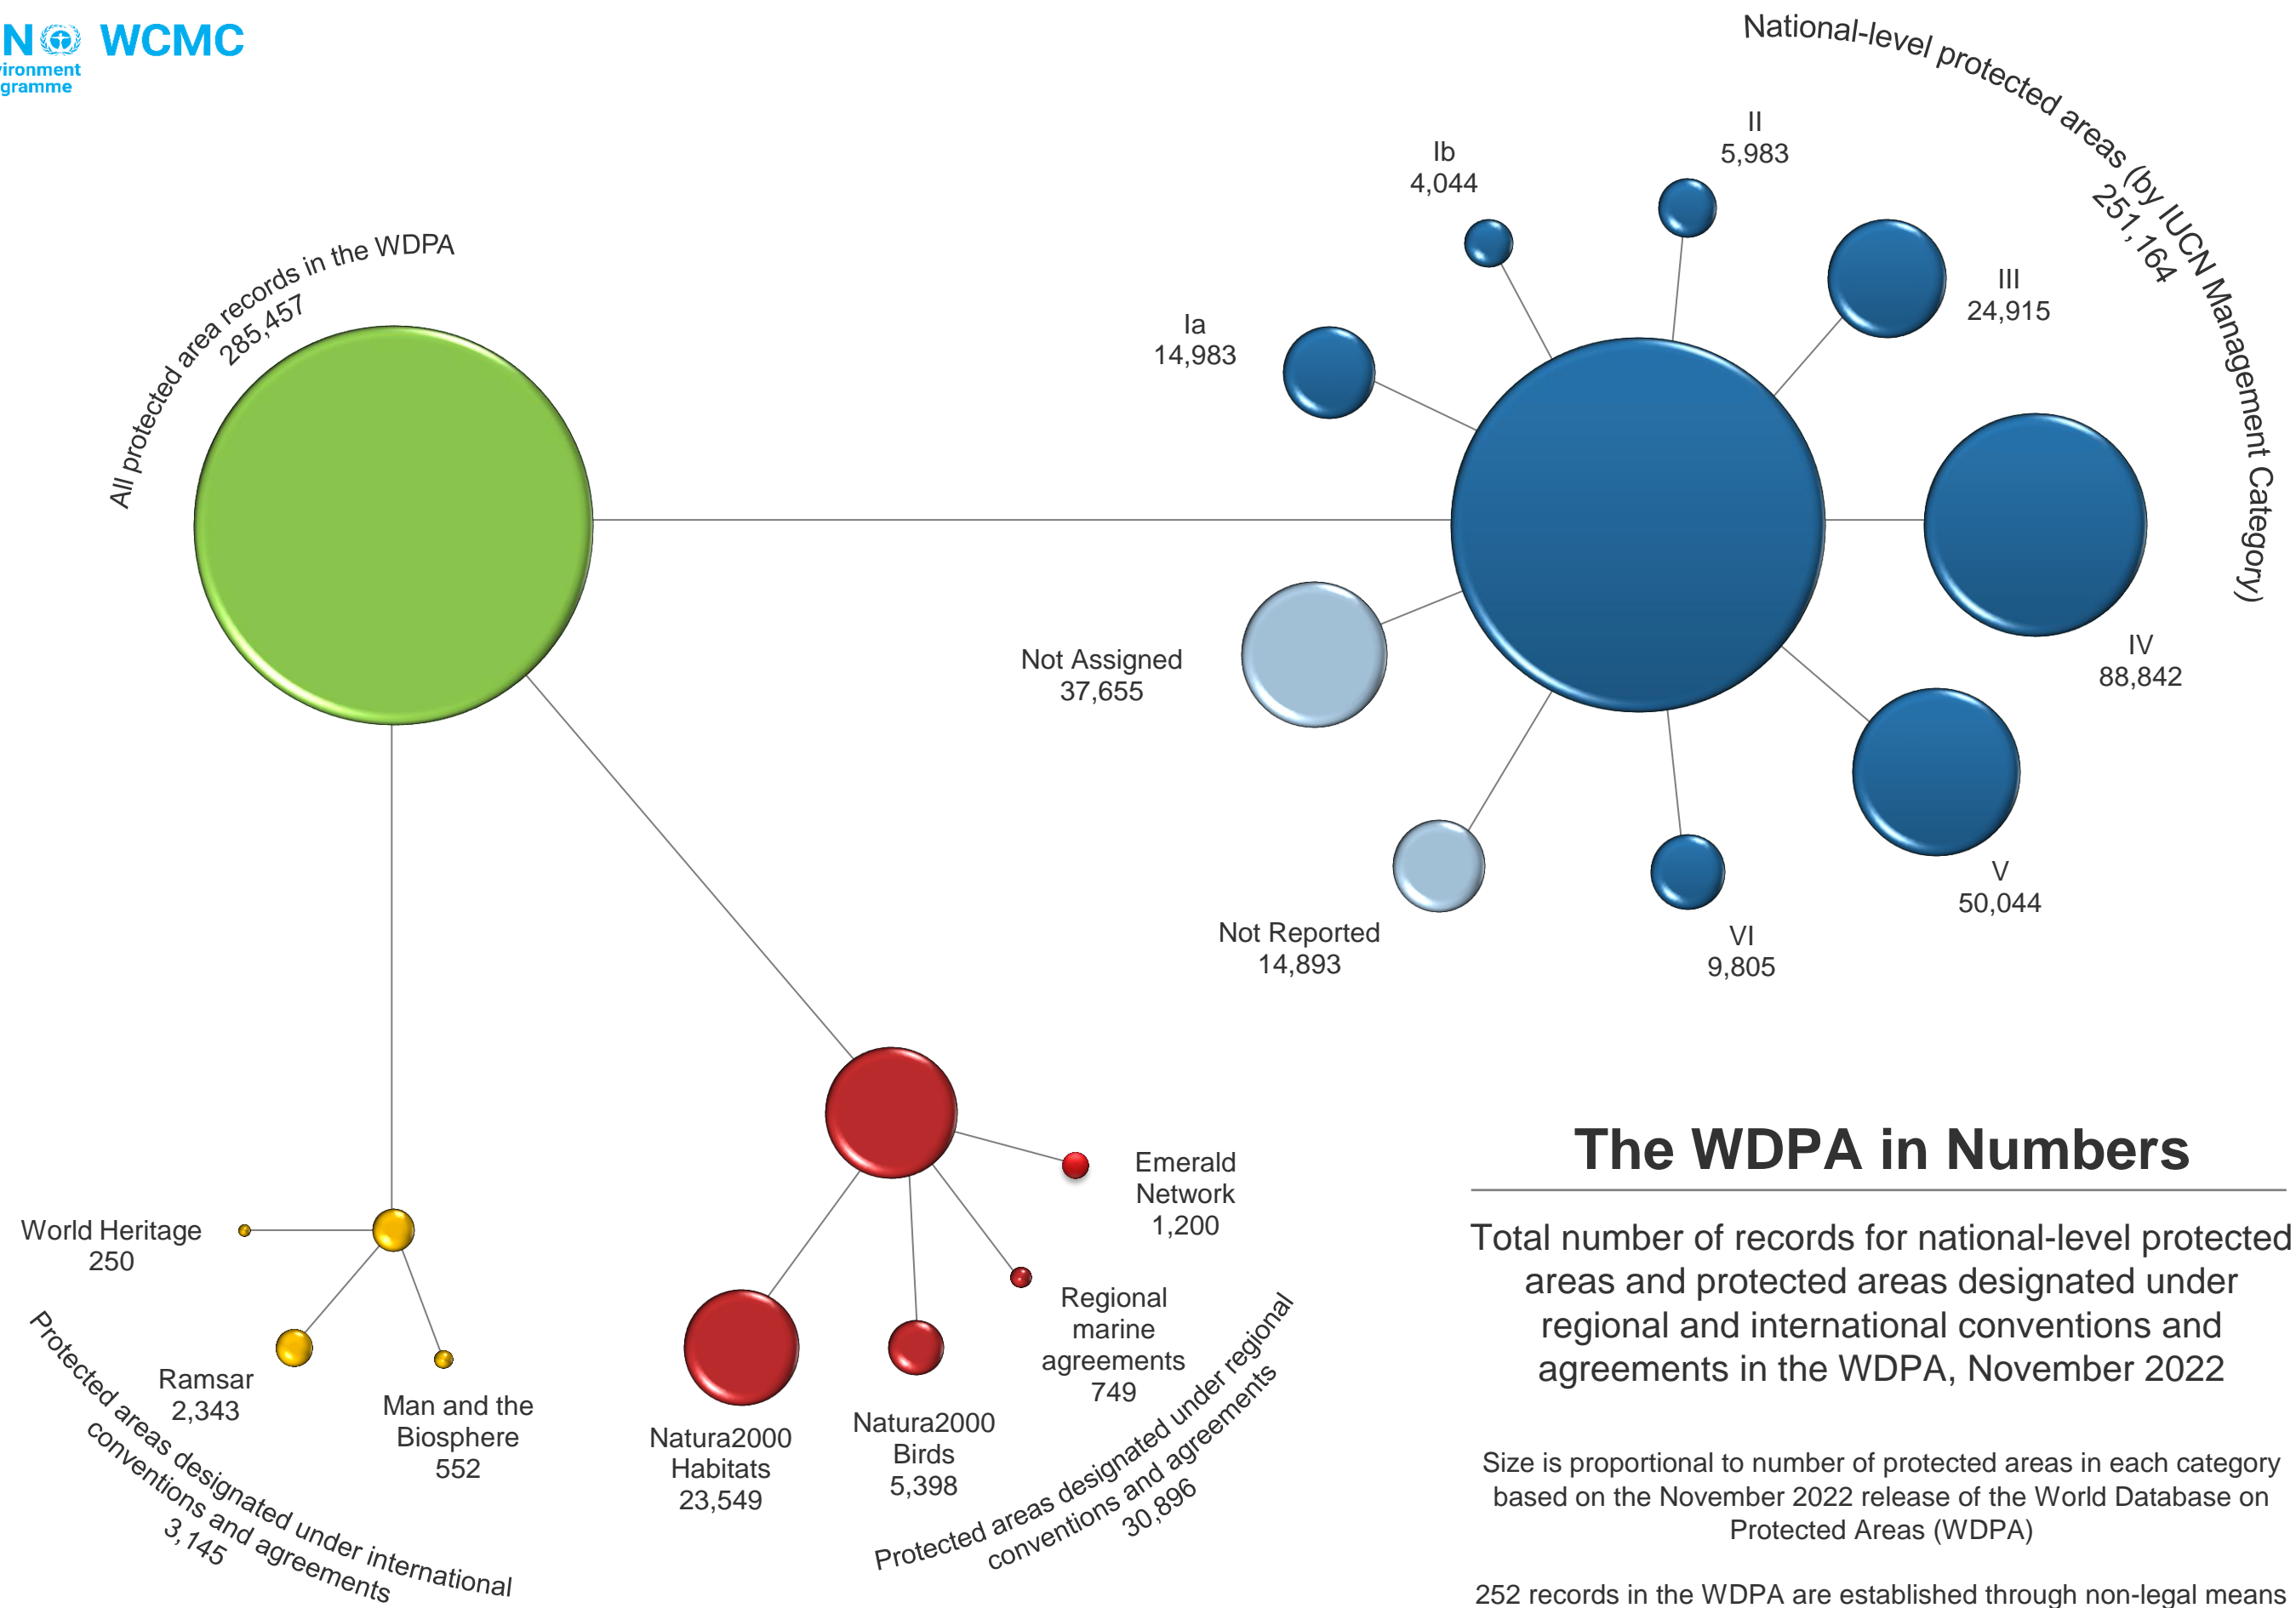 N WCMC
vironment
gramme
National-level protected areas (by IUCN Management Category)
251,164
II
5,983
Ib
4,044
III
24,915
All protected area records in the WDPA
285,457
Ia
14,983
IV
88,842
Not Assigned
37,655
V
50,044
Not Reported
14,893
VI
9,805
World Heritage
250
Ramsar
2,343
Man and the
Biosphere
552
Protected areas designated under international
conventions and agreements
3,145
Emerald
Network
1,200
Regional
marine
agreements
749
Natura2000
Birds
5,398
Natura2000
Habitats
23,549
Protected areas designated under regional
conventions and agreements
30,896
The WDPA in Numbers
Total number of records for national-level protected
areas and protected areas designated under
regional and international conventions and
agreements in the WDPA, November 2022
Size is proportional to number of protected areas in each category
based on the November 2022 release of the World Database on
Protected Areas (WDPA)
252 records in the WDPA are established through non-legal means